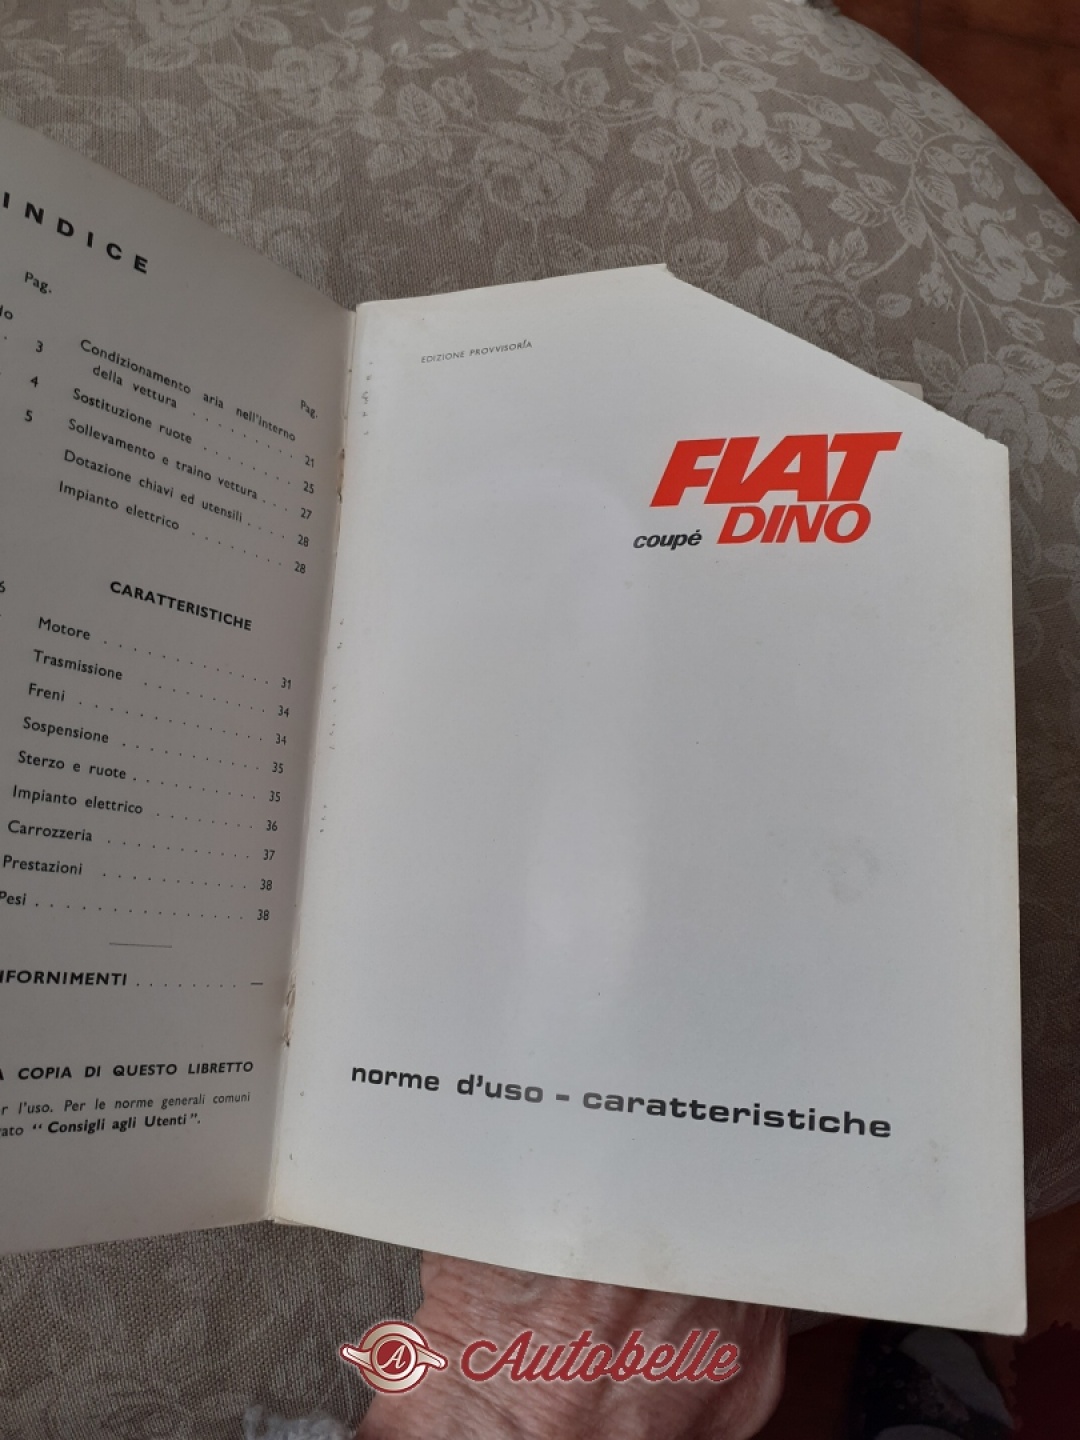 INDICE
Pag.
3
4
5
6
Pag.
Condizionamento aria nell'interno
della vettura . . . . . . . . 21
Sostituzione ruote . . . . . . . 25
Sollevamento e traino vettura . . . 27
Dotazione chiavi ed utensili . . . . 28
Impianto elettrico . . . . . . . . 28
CARATTERISTICHE
Motore . . . . . . . . . . . . 31
Trasmissione . . . . . . . . . 34
Freni . . . . . . . . . . . . . 34
Sospensione . . . . . . . . . . 35
Sterzo e ruote . . . . . . . . . 35
Impianto elettrico . . . . . . . . 36
Carrozzeria . . . . . . . . . . 37
Prestazioni . . . . . . . . . . . 38
Pesi . . . . . . . . . . . . . . 38
IFORNIMENTI . . . . . . . . —
A COPIA DI QUESTO LIBRETTO
r l'uso. Per le norme generali comuni
ato “Consigli agli Utenti”.
EDIZIONE PROVVISORIA
FIAT
coupé DINO
norme d'uso - caratteristiche
A Autobelle